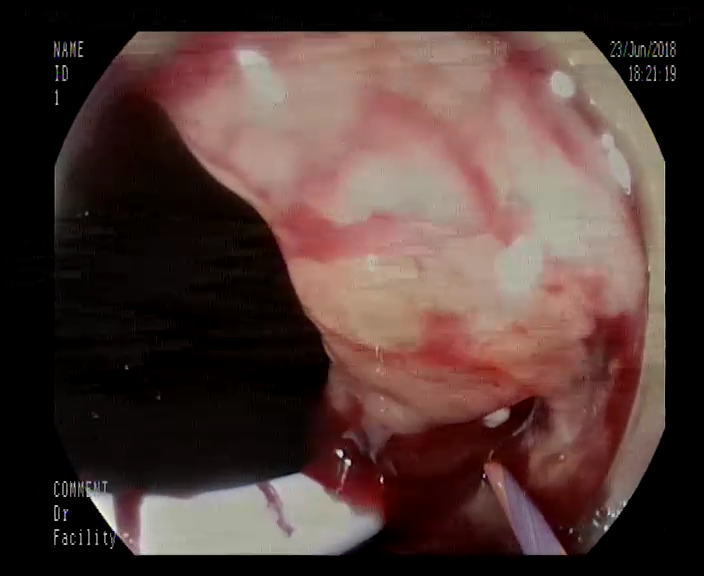 NAME
23/Jun/2018
ID
18:21:19
1
COMMENT
Dr
Facility